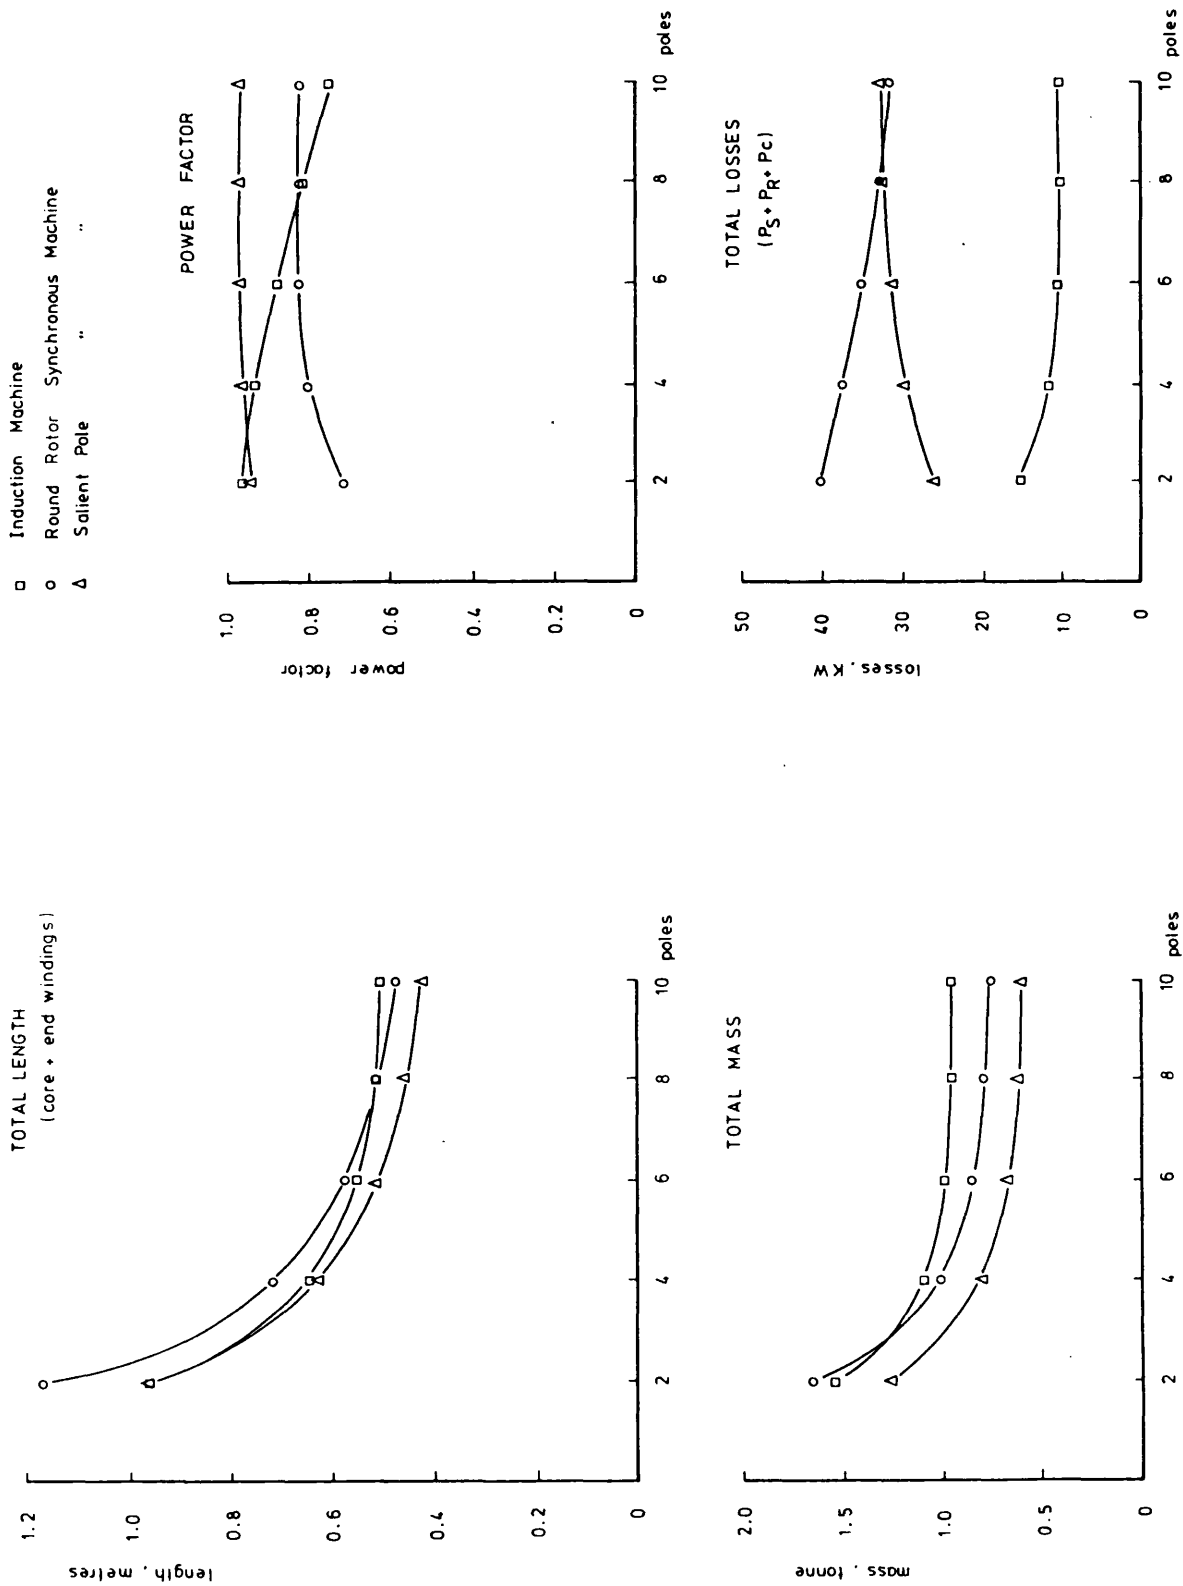 □ Induction Machine
○ Round Rotor Synchronous Machine
△ Salient Pole " "
TOTAL LENGTH
(core + end windings)
length, metres
1.2
1.0
0.8
0.6
0.4
0.2
0
2
4
6
8
10
poles
POWER FACTOR
power factor
1.0
0.8
0.6
0.4
0.2
0
2
4
6
8
10
poles
TOTAL MASS
mass, tonne
2.0
1.5
1.0
0.5
0
2
4
6
8
10
poles
TOTAL LOSSES
(PS + PR + Pc)
losses, KW
50
40
30
20
10
0
2
4
6
8
10
poles